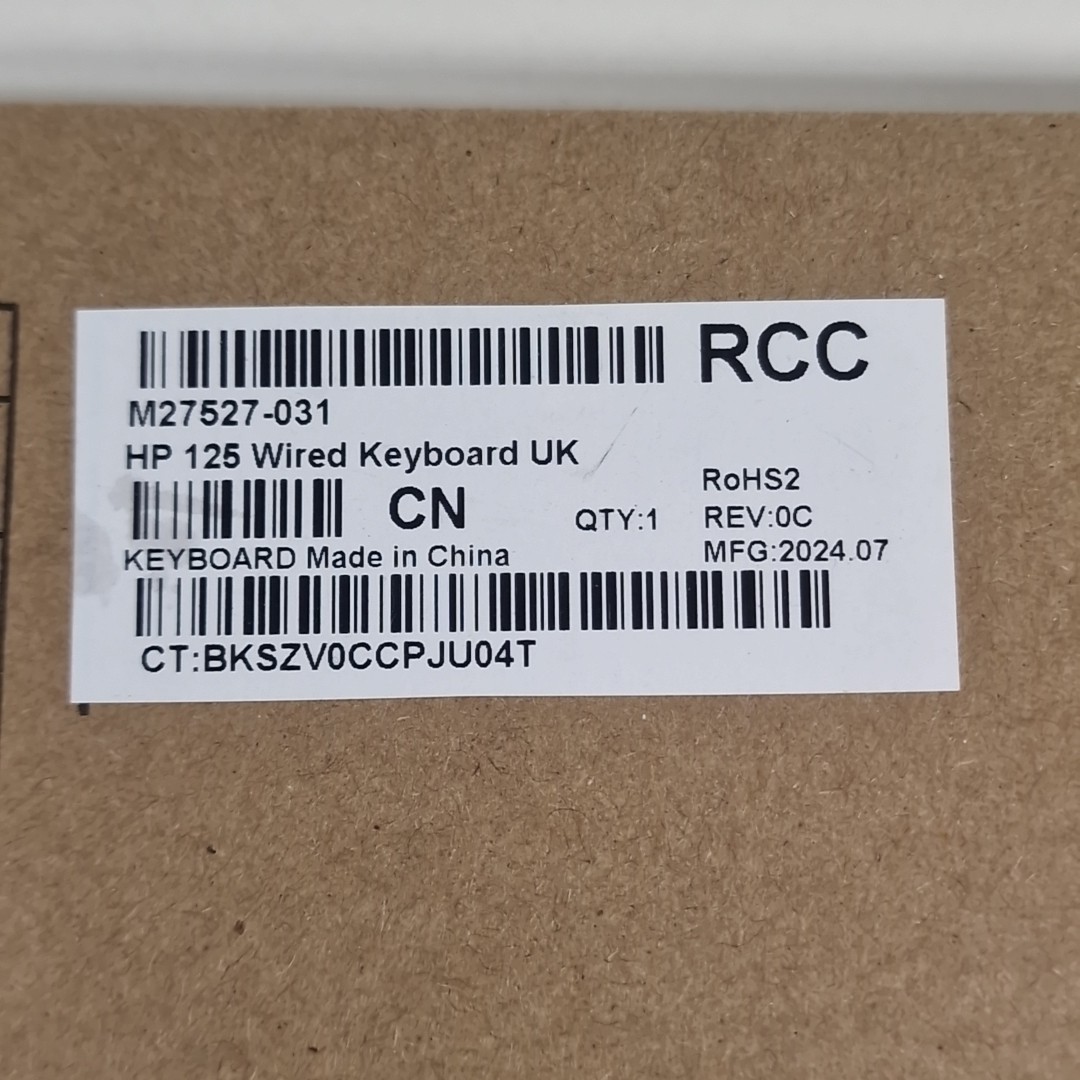 RCC
M27527-031
HP 125 Wired Keyboard UK
RoHS2
CN
QTY:1
REV:0C
KEYBOARD Made in China
MFG:2024.07
CT:BKSZV0CCPJU04T